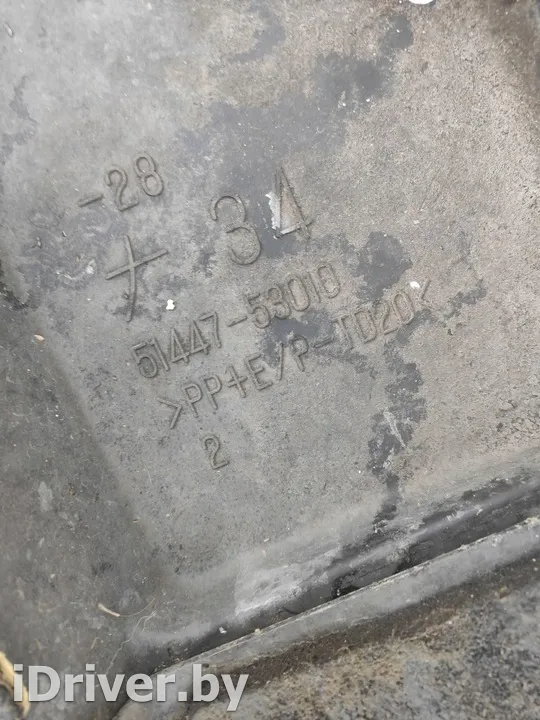 -28
+ 34
51447-53010
>PP+E/P-TD20<
2
iDriver.by